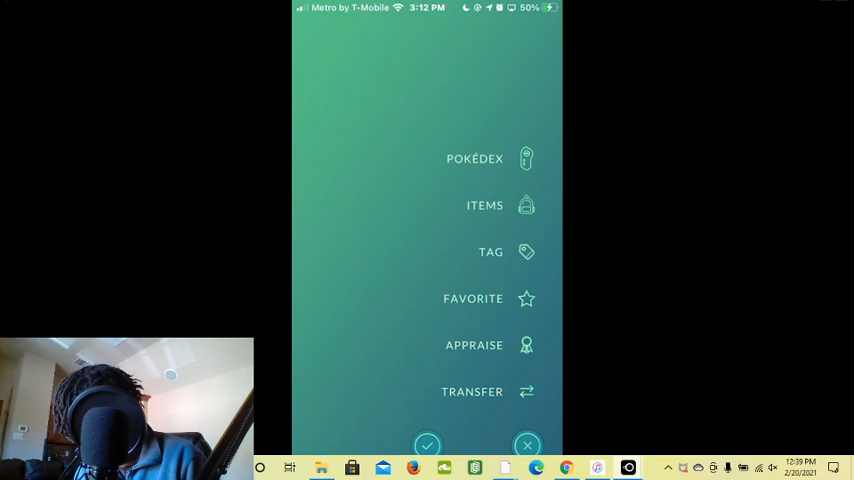 Metro by T-Mobile 3:12 PM 50%
POKÉDEX
ITEMS
TAG
FAVORITE
APPRAISE
TRANSFER
12:39 PM
2/20/2021